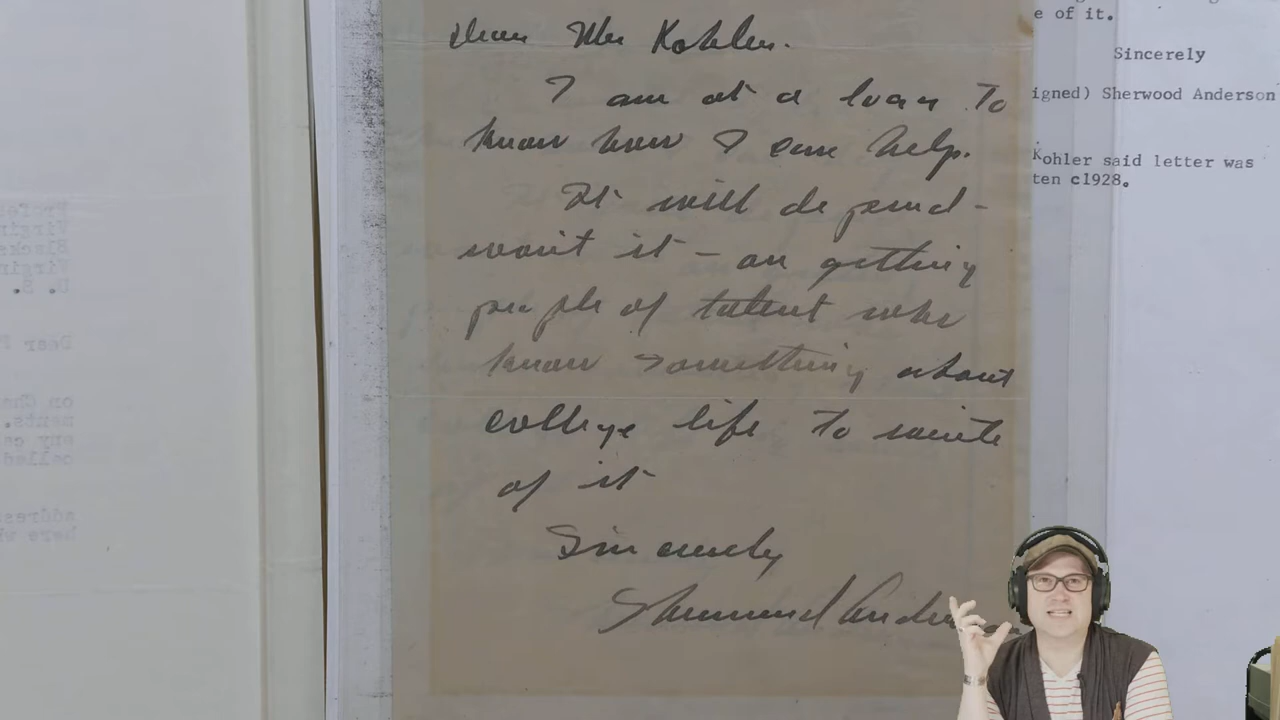 Dear Mr Kohler.
I am at a loss to
know how I can help.
It will depend -
won't it - on getting
people of talent who
know something about
college life to write
of it
Sincerely
Sherwood Anderson
e of it.
Sincerely
igned) Sherwood Anderson
Kohler said letter was
ten c1928.